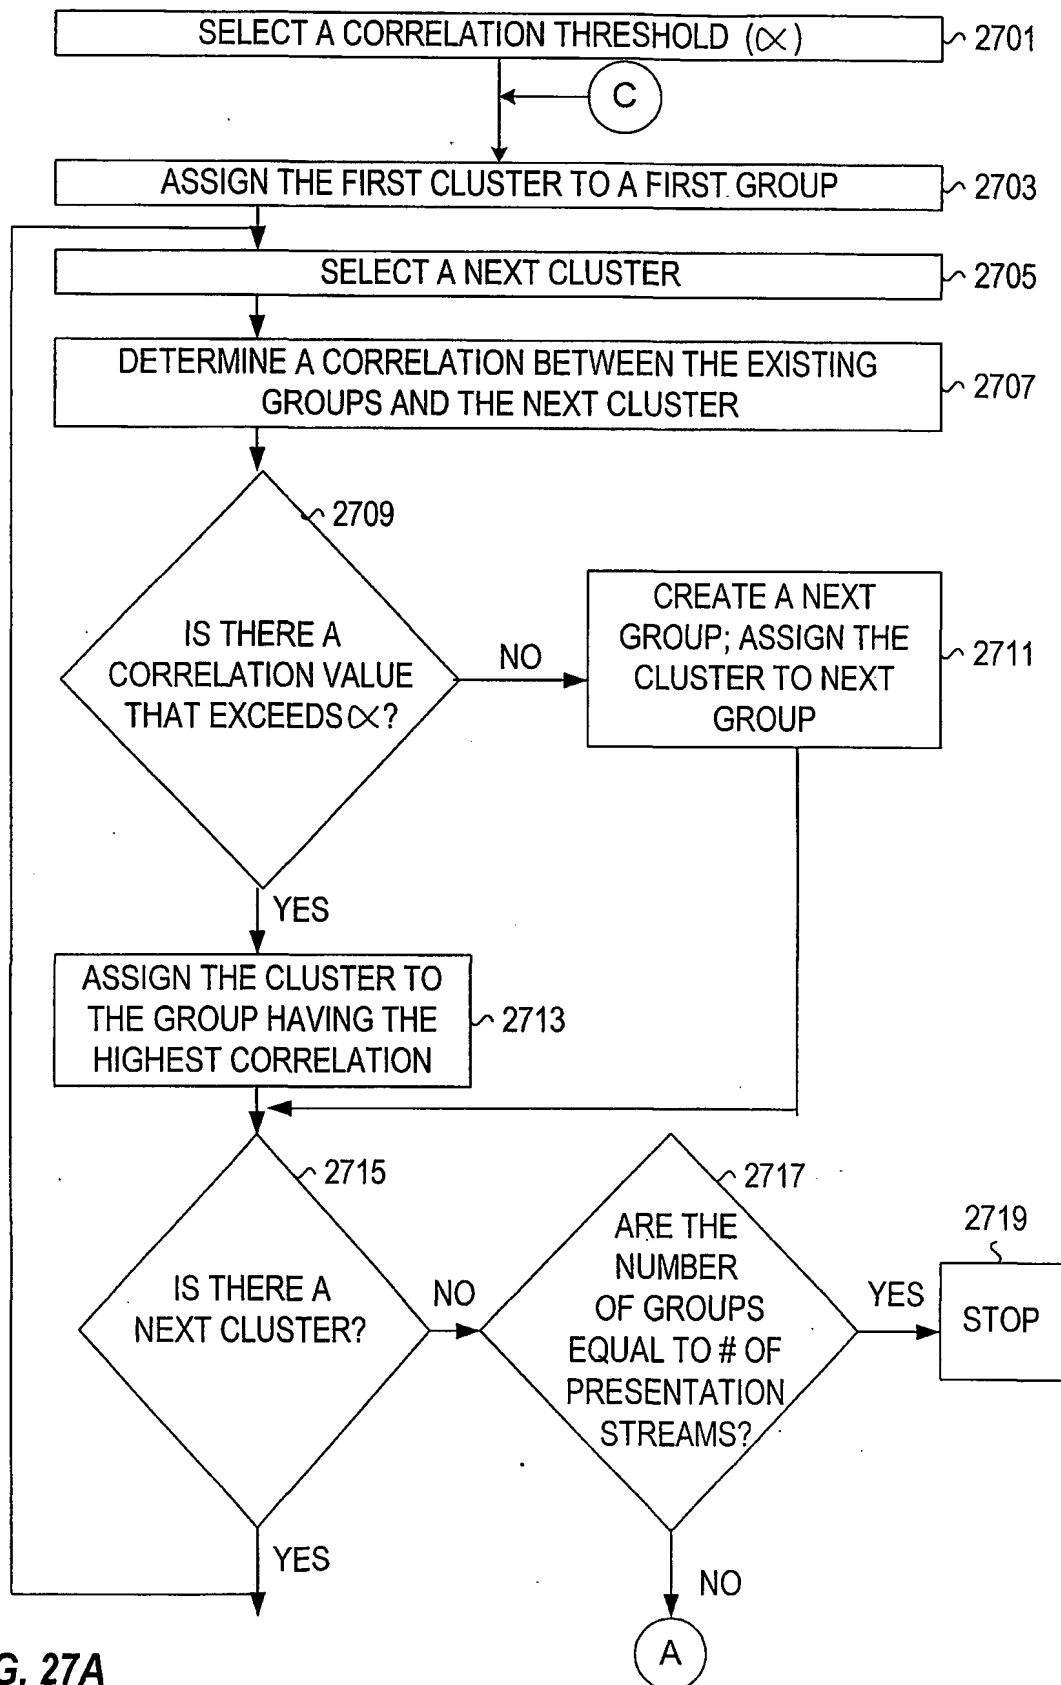 SELECT A CORRELATION THRESHOLD (∝)
2701
C
ASSIGN THE FIRST CLUSTER TO A FIRST GROUP
2703
SELECT A NEXT CLUSTER
2705
DETERMINE A CORRELATION BETWEEN THE EXISTING
GROUPS AND THE NEXT CLUSTER
2707
2709
IS THERE A
CORRELATION VALUE
THAT EXCEEDS ∝?
NO
CREATE A NEXT
GROUP; ASSIGN THE
CLUSTER TO NEXT
GROUP
2711
YES
ASSIGN THE CLUSTER TO
THE GROUP HAVING THE
HIGHEST CORRELATION
2713
2715
IS THERE A
NEXT CLUSTER?
NO
2717
ARE THE
NUMBER
OF GROUPS
EQUAL TO # OF
PRESENTATION
STREAMS?
YES
2719
STOP
YES
NO
A
G. 27A